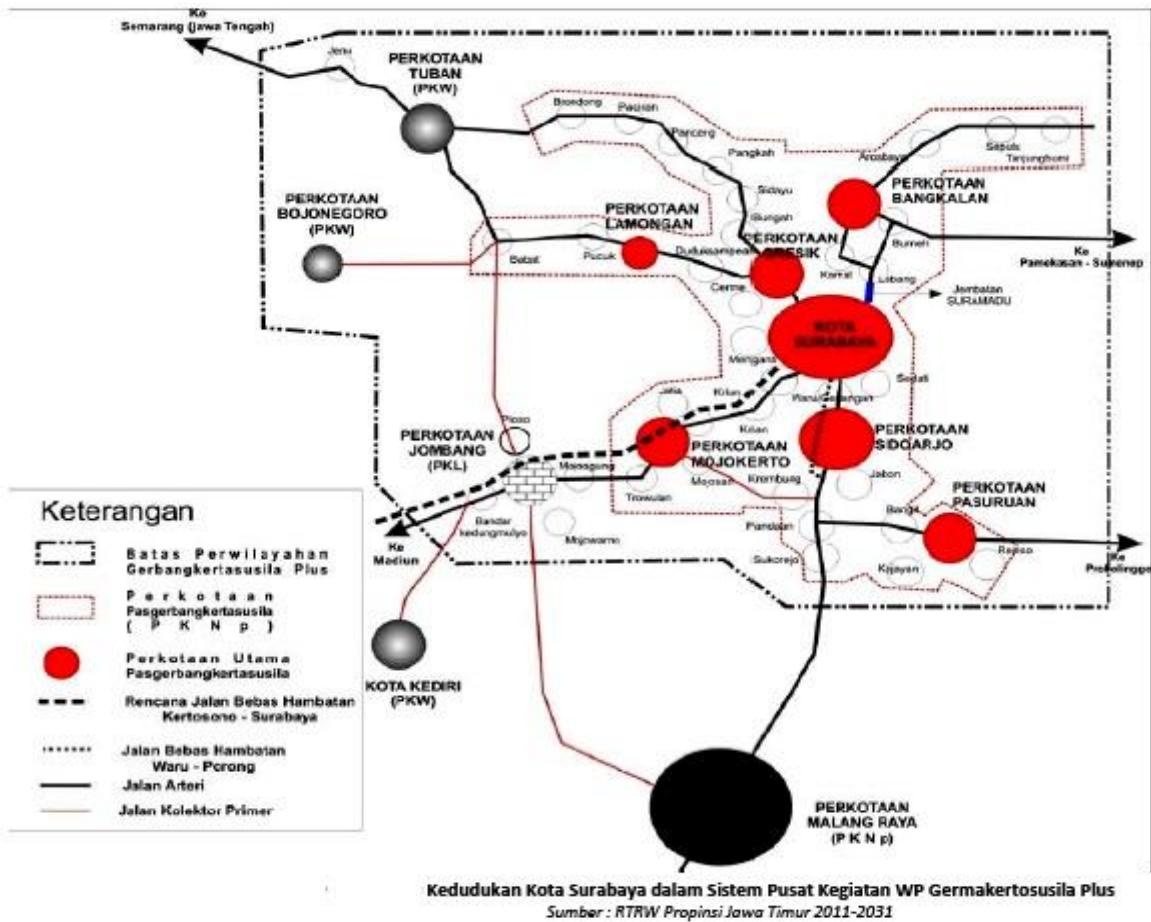 Ke
Semarang (Jawa Tengah)
Jenu
PERKOTAAN
TUBAN
(PKW)
Brondong
Paciran
Panceng
Pangkah
Sidayu
Bungah
Arosbaya
Sepulu
Tanjungbumi
PERKOTAAN
BANGKALAN
PERKOTAAN
BOJONEGORO
(PKW)
PERKOTAAN
LAMONGAN
PERKOTAAN
GRESIK
Babat
Pucuk
Duduksampean
Cerme
Burneh
Kamal
Labang
Ke
Pamekasan - Sumenep
Jembatan
SURAMADU
KOTA
SURABAYA
Menganti
Sedati
Jetis
Krian
Krian
PERKOTAAN
SIDOARJO
PERKOTAAN
JOMBANG
(PKL)
Ploso
PERKOTAAN
MOJOKERTO
Mojoagung
Trowulan
Mojosari
Krembung
Jabon
PERKOTAAN
PASURUAN
Bandar
kedungmulyo
Mojowarno
Pandaan
Bangil
Rejoso
Sukorejo
Kejayan
Ke
Madiun
Ke
Probolinggo
KOTA KEDIRI
(PKW)
PERKOTAAN
MALANG RAYA
(P K N p)
Keterangan
Batas Perwilayahan
Gerbangkertasusila Plus
Perkotaan
Pasgerbangkertasusila
( P K N p )
Perkotaan Utama
Pasgerbangkertasusila
Rencana Jalan Bebas Hambatan
Kertosono - Surabaya
Jalan Bebas Hambatan
Waru - Porong
Jalan Arteri
Jalan Kolektor Primer
Kedudukan Kota Surabaya dalam Sistem Pusat Kegiatan WP Germakertosusila Plus
Sumber : RTRW Propinsi Jawa Timur 2011-2031